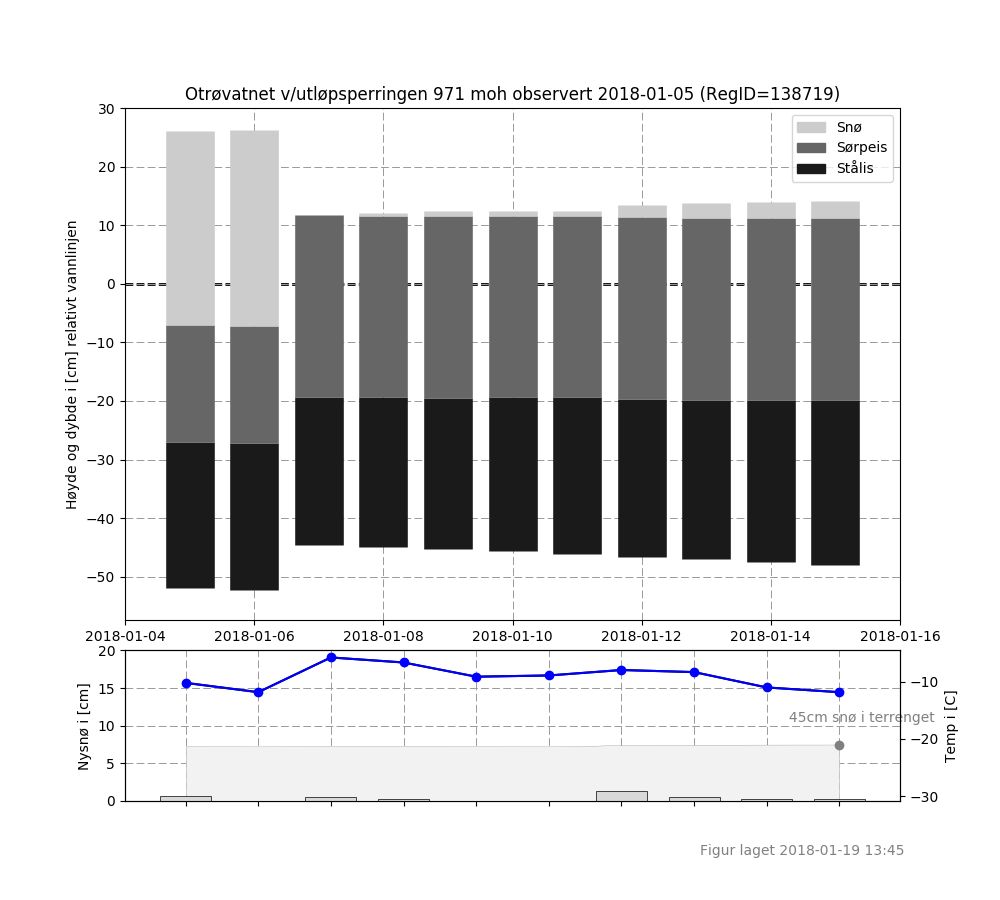 Otrøvatnet v/utløpsperringen 971 moh observert 2018-01-05 (RegID=138719)
Høyde og dybde i [cm] relativt vannlinjen
30
20
10
0
−10
−20
−30
−40
−50
Snø
Sørpeis
Stålis
2018-01-04
2018-01-06
2018-01-08
2018-01-10
2018-01-12
2018-01-14
2018-01-16
Nysnø i [cm]
20
15
10
5
0
45cm snø i terrenget
−10
−20
−30
Temp i [C]
Figur laget 2018-01-19 13:45